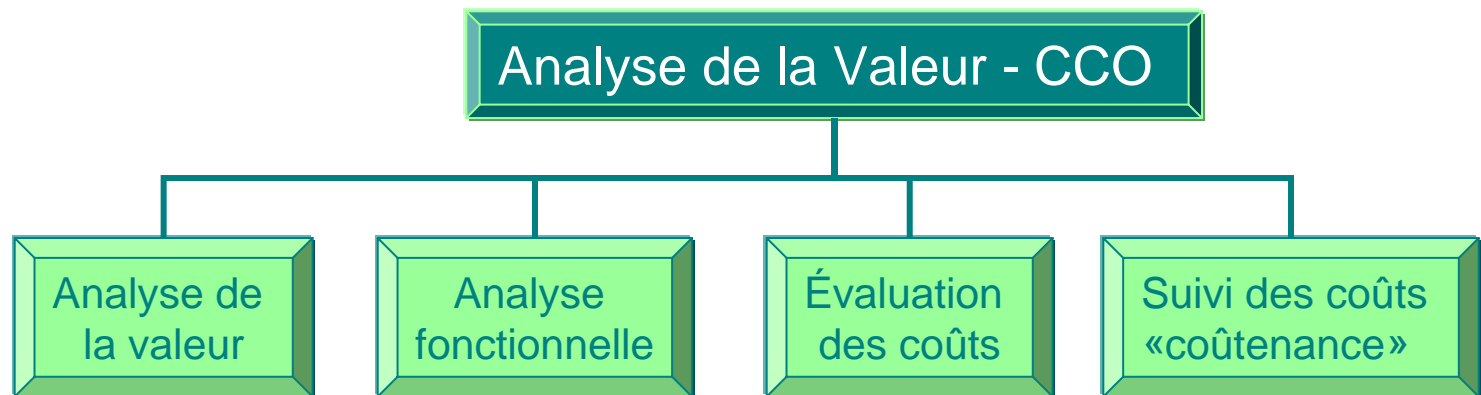 Analyse de la Valeur - CCO
Analyse de
la valeur
Analyse
fonctionnelle
Évaluation
des coûts
Suivi des coûts
«coûtenance»